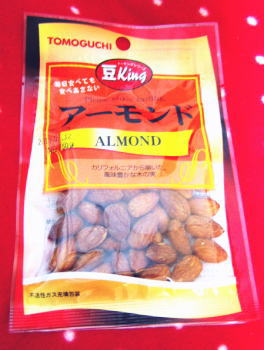 TOMOGUCHI
豆King
毎日食べても
食べあきない
アーモンド
ALMOND
カリフォルニアから届いた、
風味豊かな木の実
不活性ガス充填包装